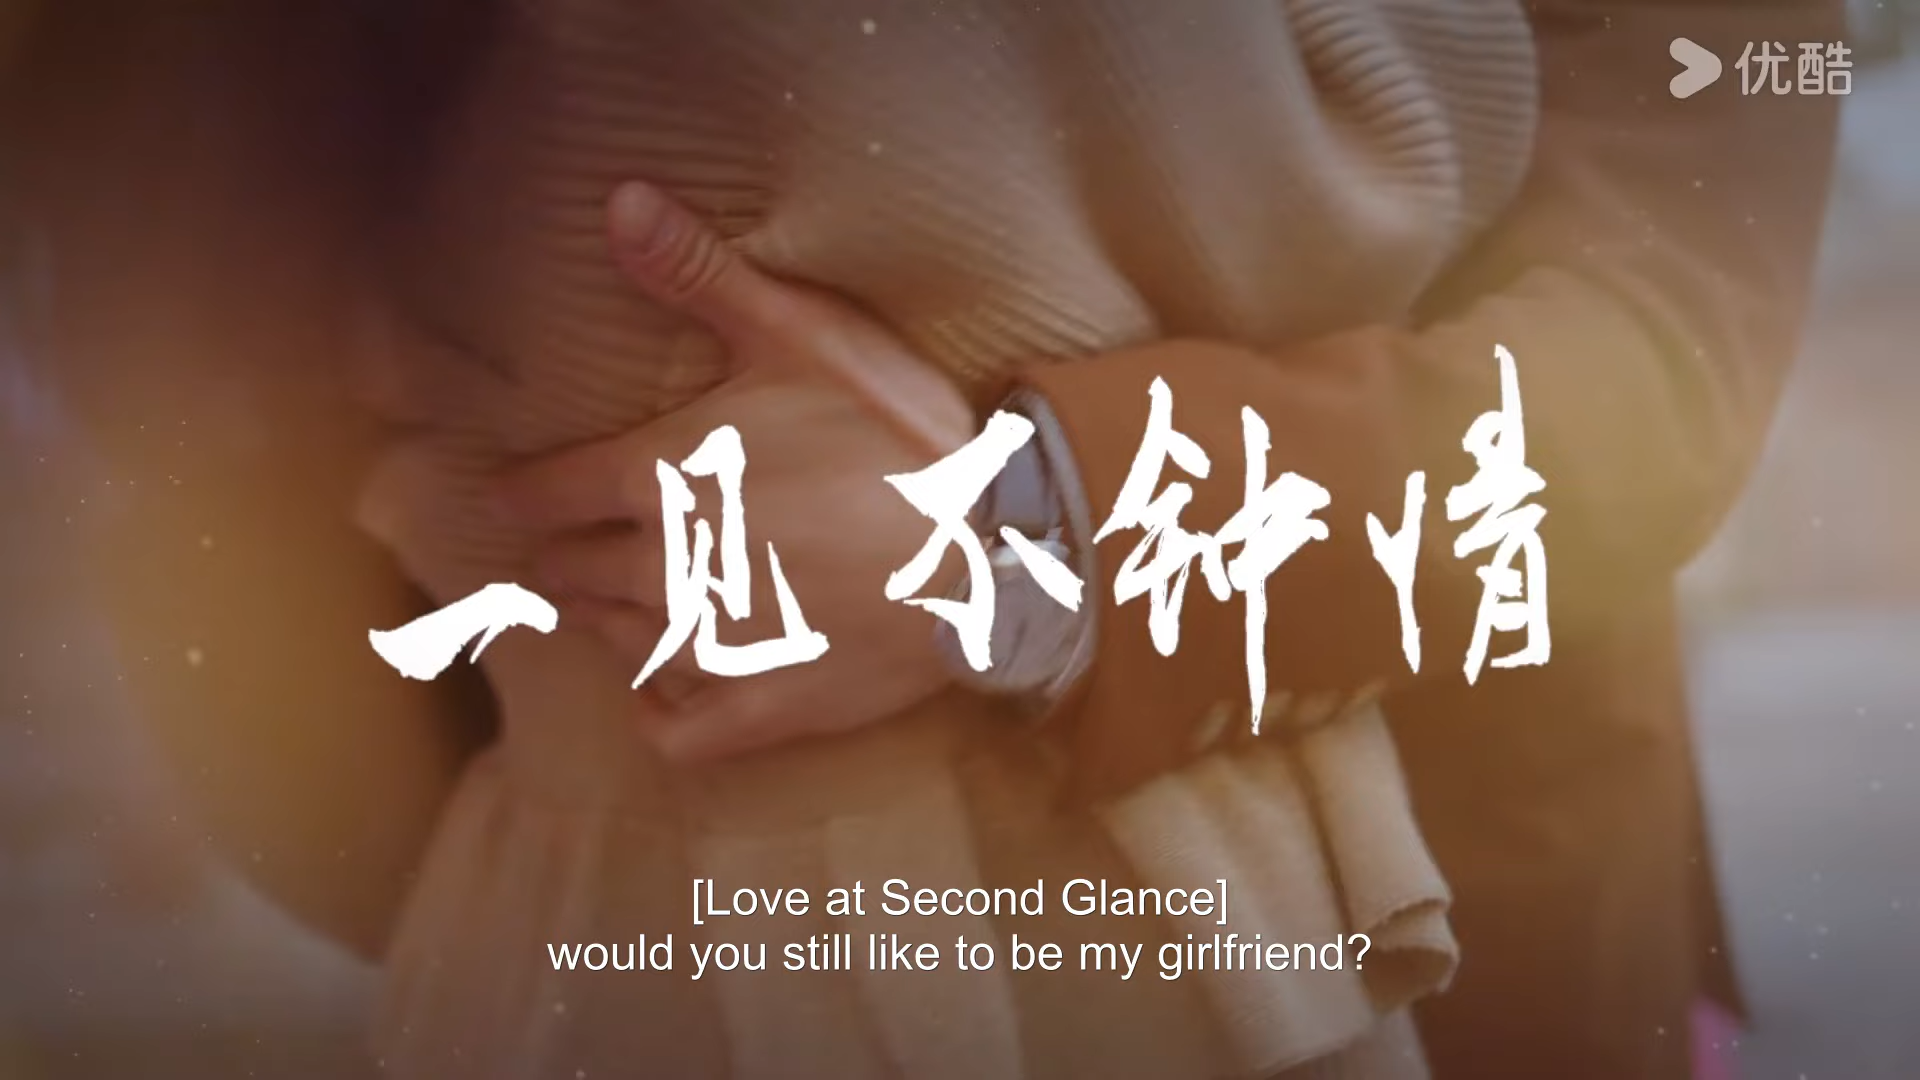 优酷
一见不钟情
[Love at Second Glance]
would you still like to be my girlfriend?